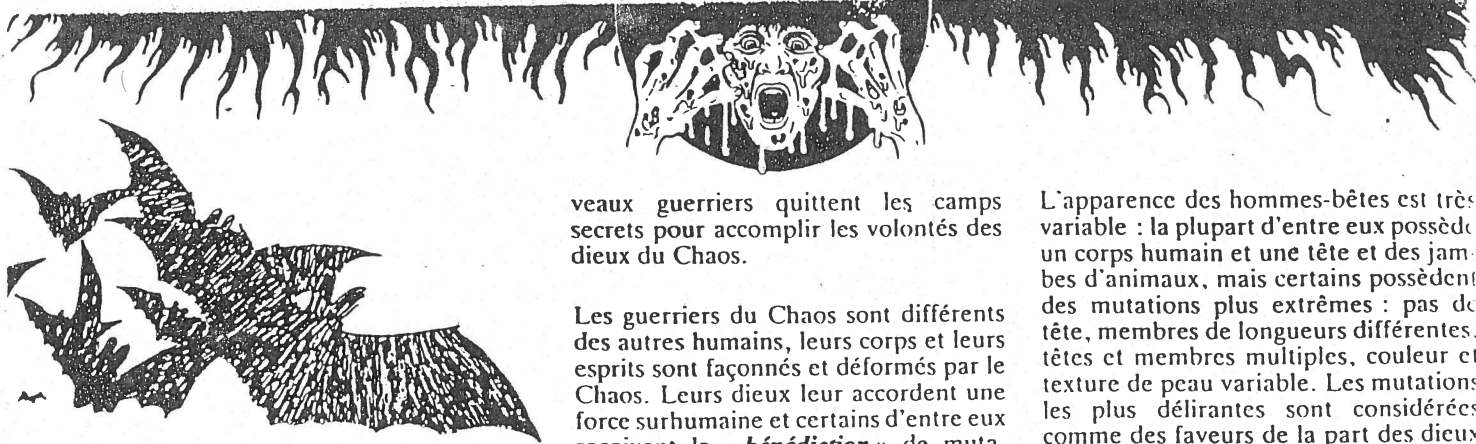 veaux guerriers quittent les camps
secrets pour accomplir les volontés des
dieux du Chaos.
Les guerriers du Chaos sont différents
des autres humains, leurs corps et leurs
esprits sont façonnés et déformés par le
Chaos. Leurs dieux leur accordent une
force surhumaine et certains d'entre eux
bénédiction » de muta-
L'apparence des hommes-bêtes est très
variable : la plupart d'entre eux possède
un corps humain et une tête et des jam-
bes d'animaux, mais certains possèdent
des mutations plus extrêmes : pas de
tête, membres de longueurs différentes,
têtes et membres multiples, couleur et
texture de peau variable. Les mutations
les plus délirantes sont considérées
comme des faveurs de la part des dieux